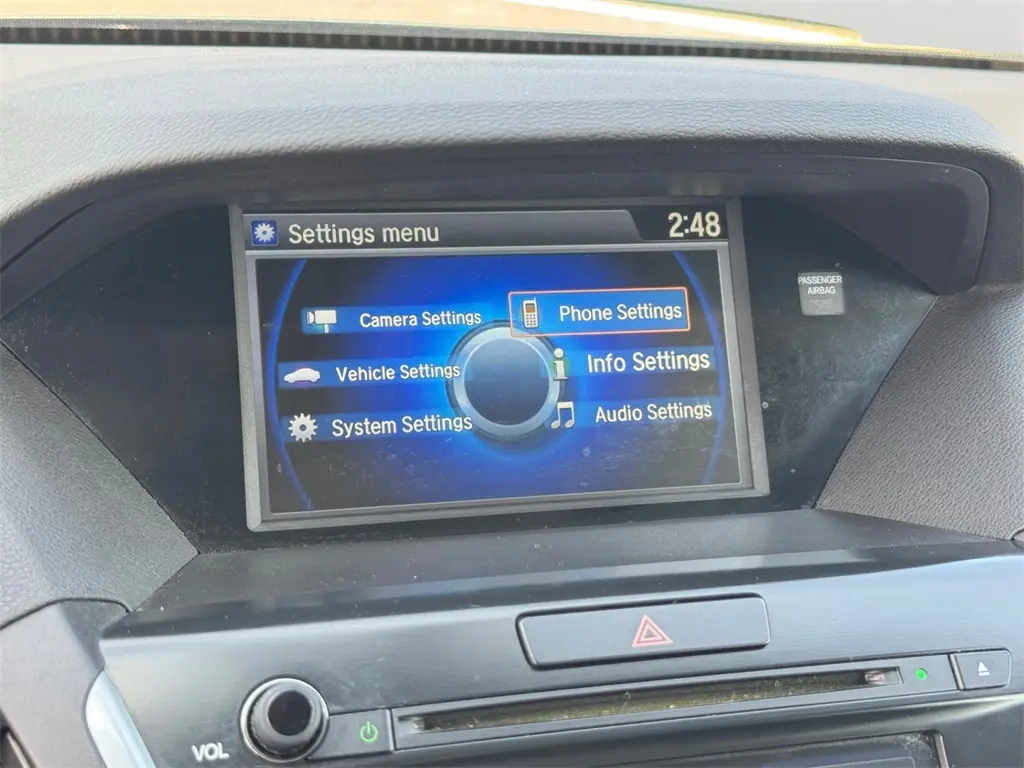 Settings menu 2:48
Camera Settings
Phone Settings
Vehicle Settings
Info Settings
System Settings
Audio Settings
PASSENGER
AIRBAG
VOL